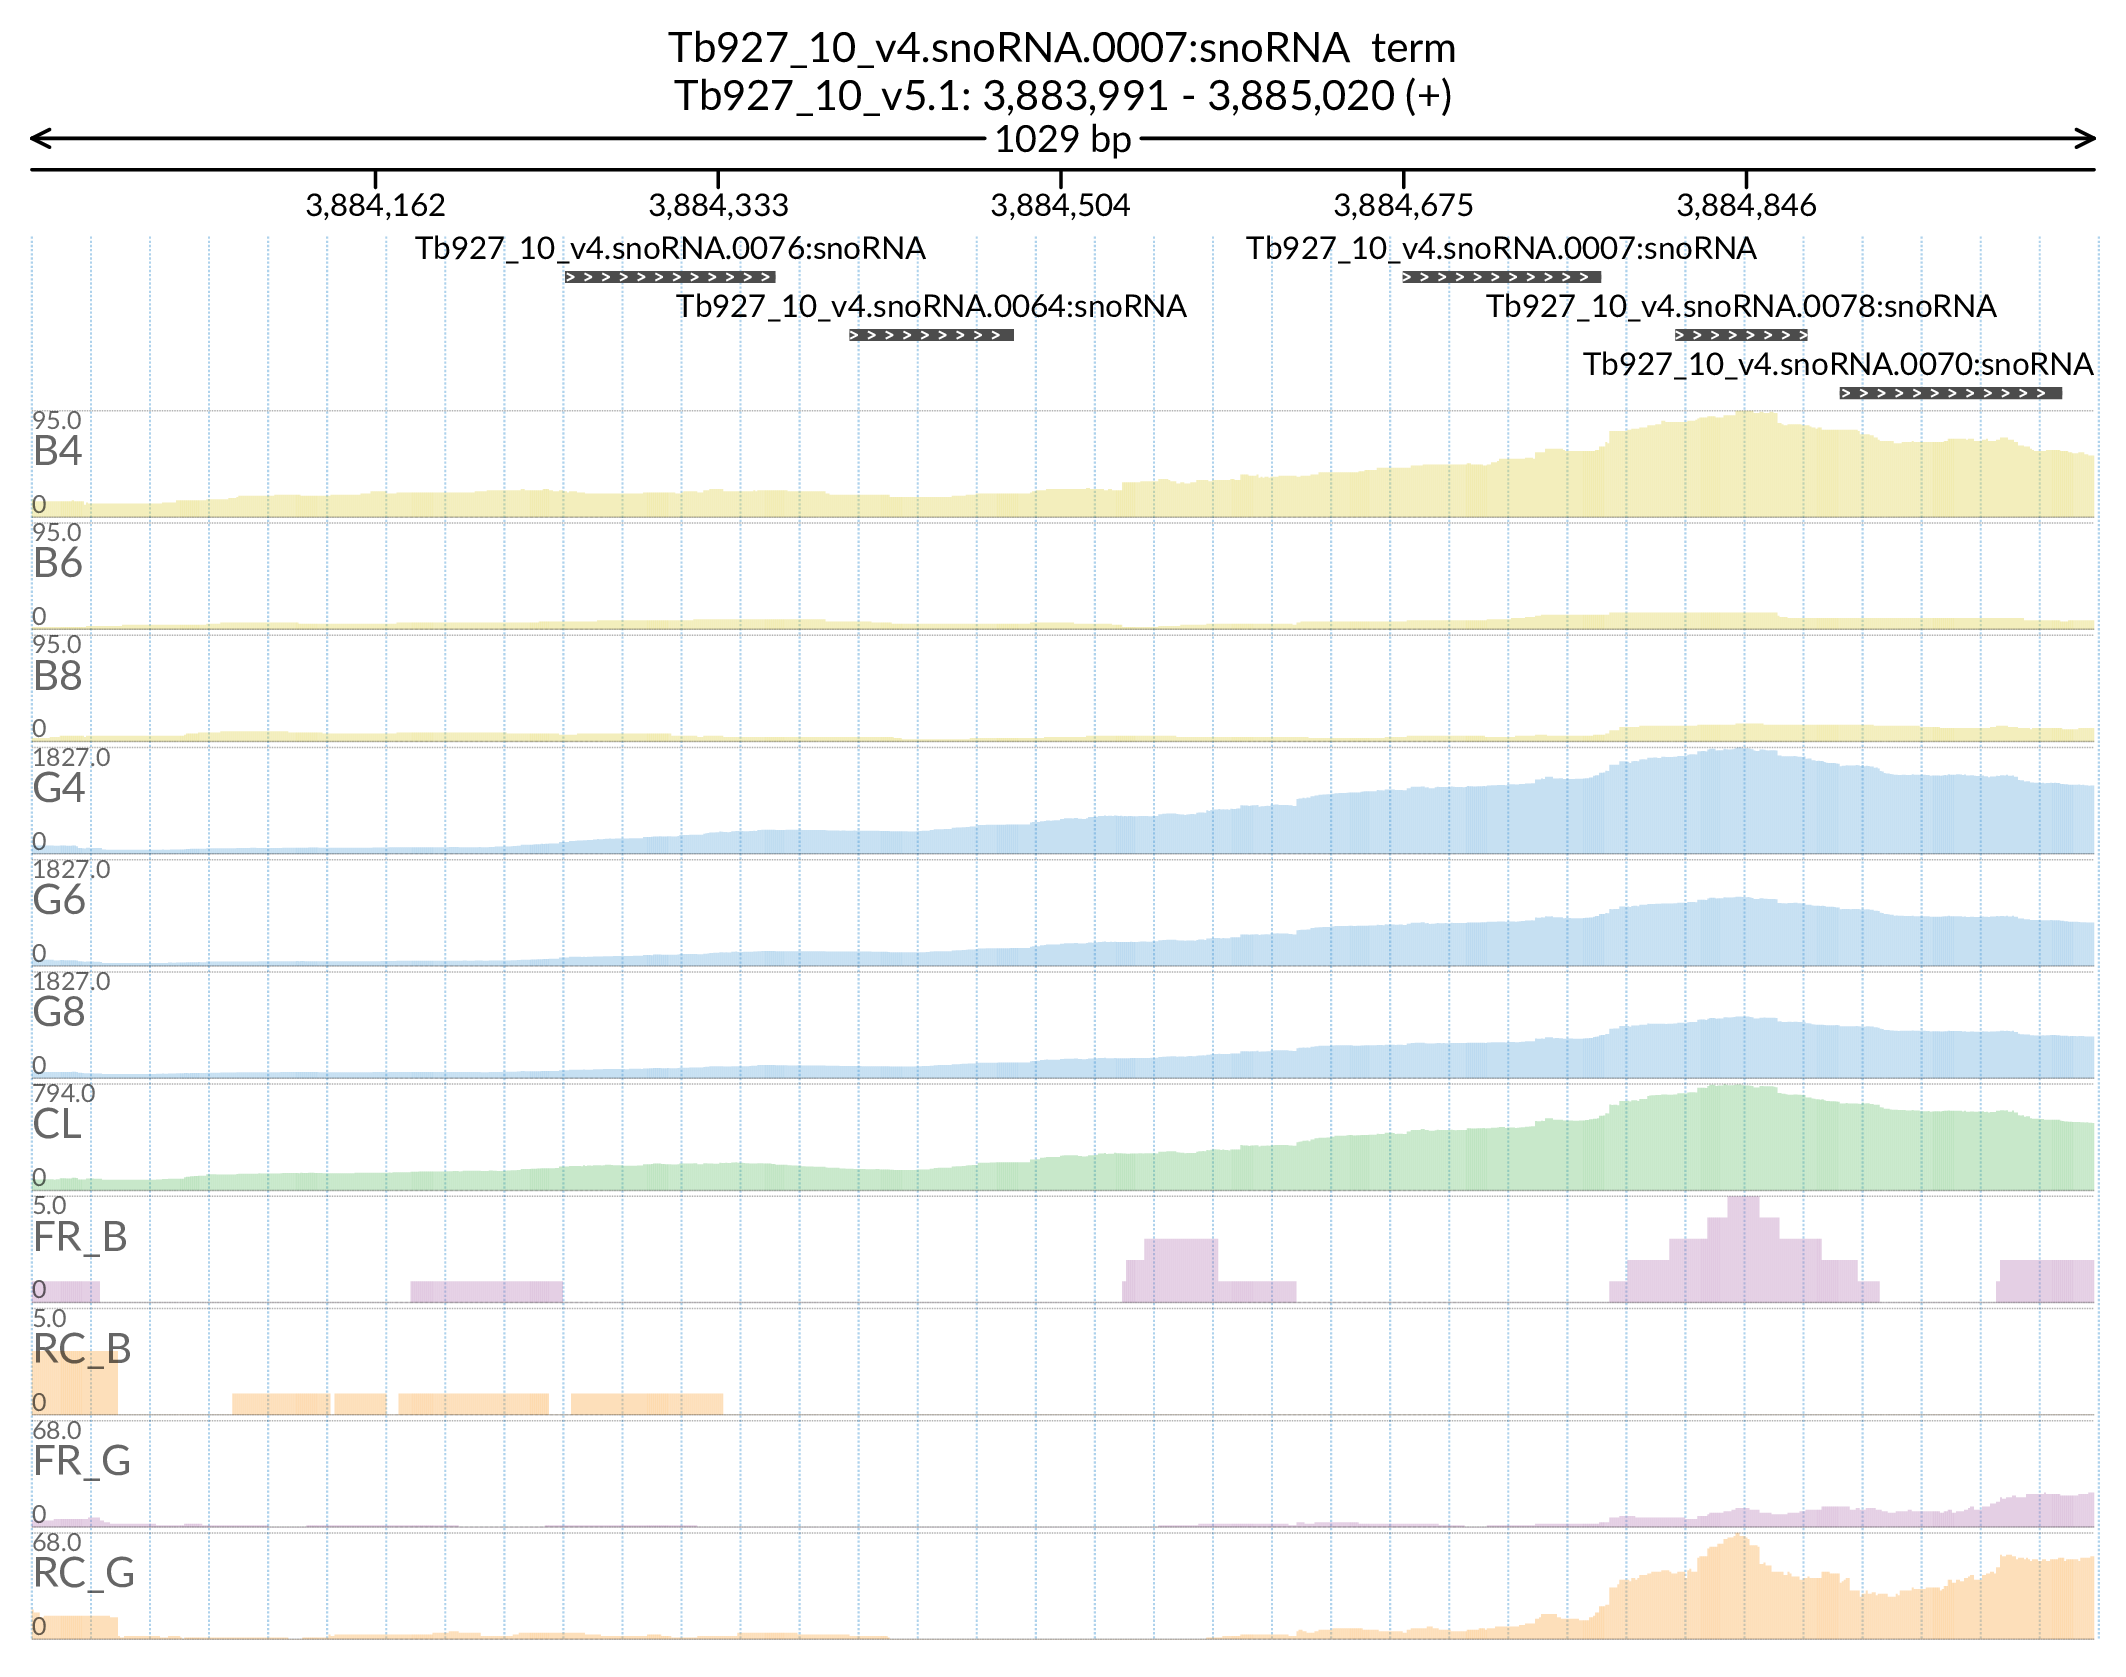 Tb927_10_v4.snoRNA.0007:snoRNA term
Tb927_10_v5.1: 3,883,991 - 3,885,020 (+)
1029 bp
3,884,162 3,884,333 3,884,504 3,884,675 3,884,846
Tb927_10_v4.snoRNA.0076:snoRNA Tb927_10_v4.snoRNA.0007:snoRNA
Tb927_10_v4.snoRNA.0064:snoRNA Tb927_10_v4.snoRNA.0078:snoRNA
Tb927_10_v4.snoRNA.0070:snoRNA
95.0
B4
0
95.0
B6
0
95.0
B8
0
1827.0
G4
0
1827.0
G6
0
1827.0
G8
0
794.0
CL
0
5.0
FR_B
0
5.0
RC_B
0
68.0
FR_G
0
68.0
RC_G
0